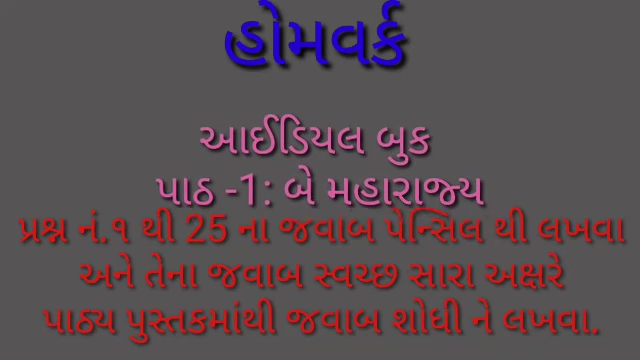 હોમવર્ક
આઈડિયલ બુક
પાઠ -1: બે મહારાજ્ય
પ્રશ્ન નં.૧ થી 25 ના જવાબ પેન્સિલ થી લખવા
અને તેના જવાબ સ્વચ્છ સારા અક્ષરે
પાઠ્ય પુસ્તકમાંથી જવાબ શોધી ને લખવા.